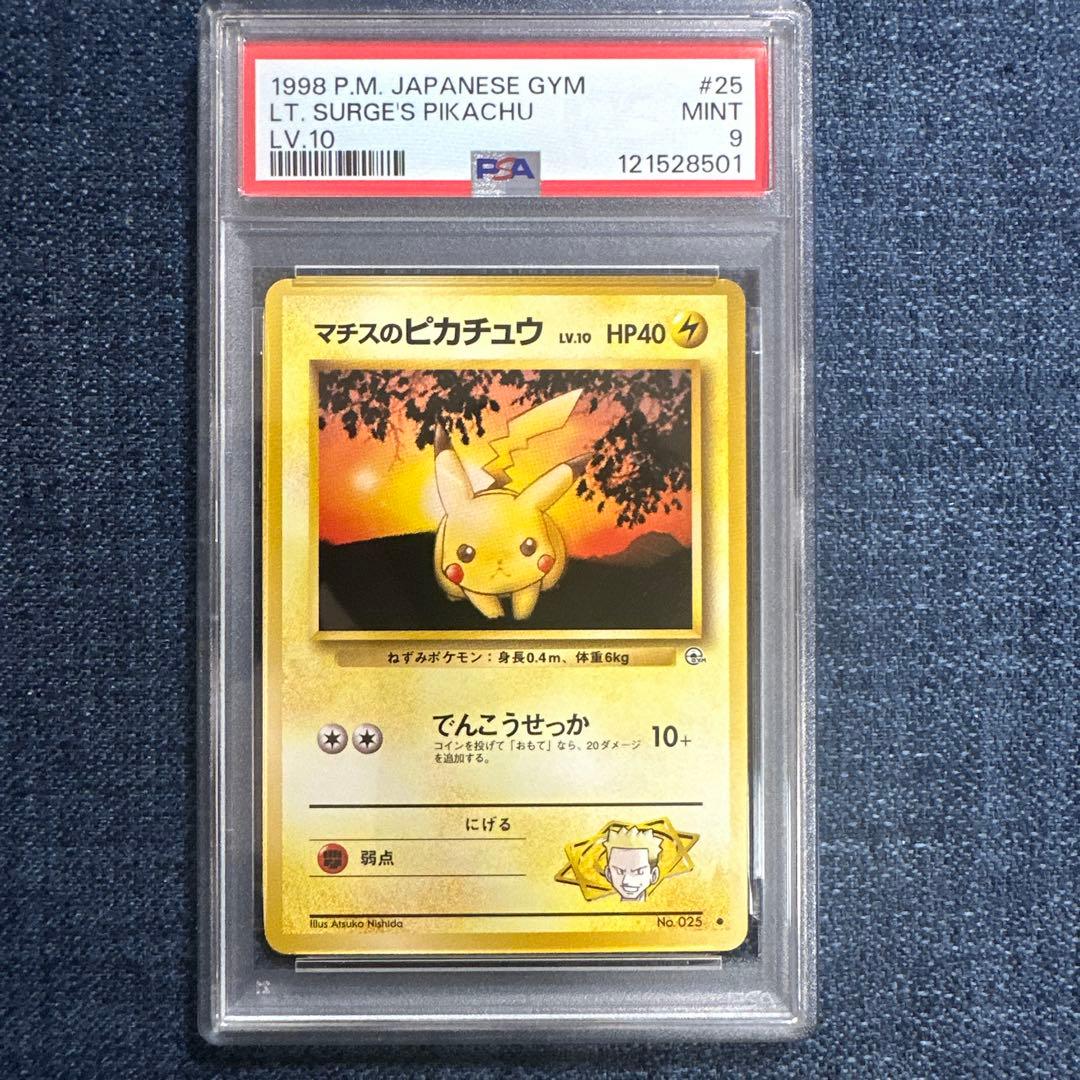 1998 P.M. JAPANESE GYM #25
LT. SURGE'S PIKACHU MINT
LV.10 9
PSA 121528501
マチスのピカチュウ LV.10 HP40
ねずみポケモン：身長0.4m、体重6kg
GYM
でんこうせっか 10+
コインを投げて「おもて」なら、20ダメージ
を追加する。
にげる
弱点
Illus Atsuko Nishida No. 025 ●